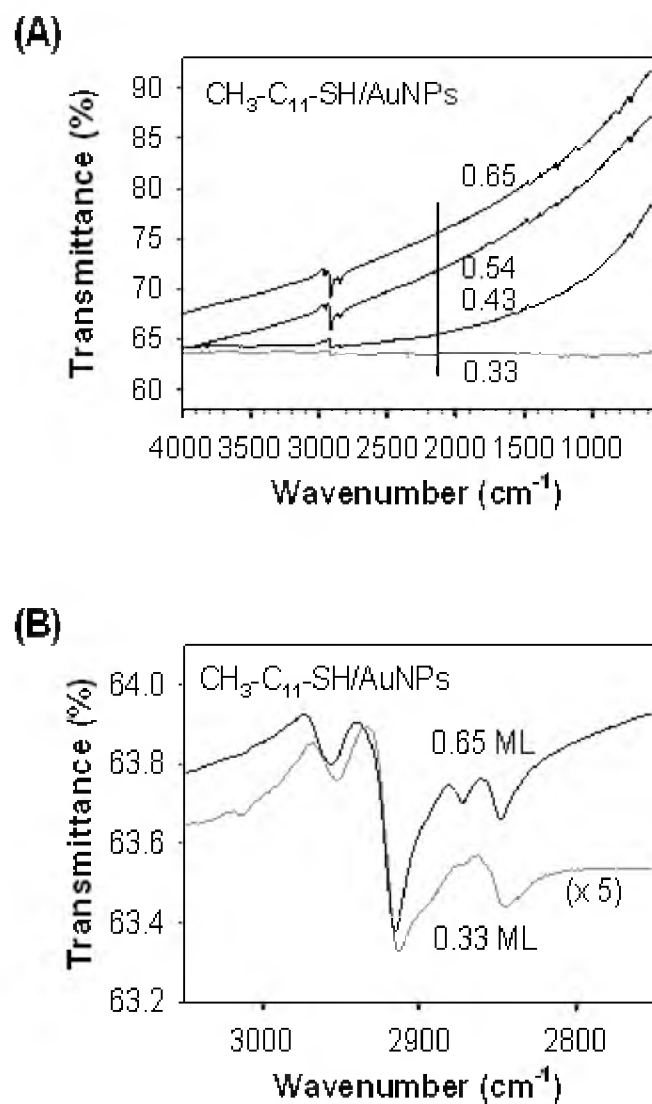 (A)
Transmittance (%)
90
85
80
75
70
65
60
CH₃-C₁₁-SH/AuNPs
0.65
0.54
0.43
0.33
4000 3500 3000 2500 2000 1500 1000
Wavenumber (cm⁻¹)
(B)
Transmittance (%)
64.0
63.8
63.6
63.4
63.2
CH₃-C₁₁-SH/AuNPs
0.65 ML
(x 5)
0.33 ML
3000 2900 2800
Wavenumber (cm⁻¹)